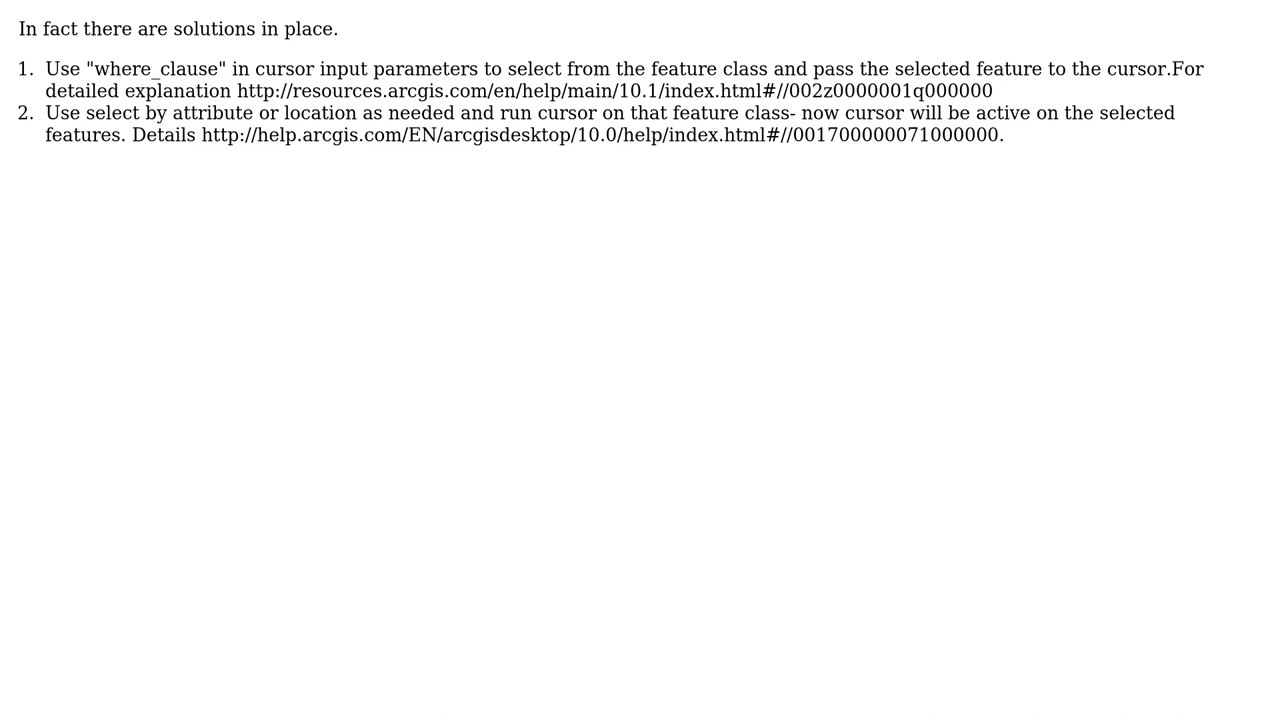 In fact there are solutions in place.
1. Use "where_clause" in cursor input parameters to select from the feature class and pass the selected feature to the cursor.For
detailed explanation http://resources.arcgis.com/en/help/main/10.1/index.html#//002z0000001q000000
2. Use select by attribute or location as needed and run cursor on that feature class- now cursor will be active on the selected
features. Details http://help.arcgis.com/EN/arcgisdesktop/10.0/help/index.html#//001700000071000000.